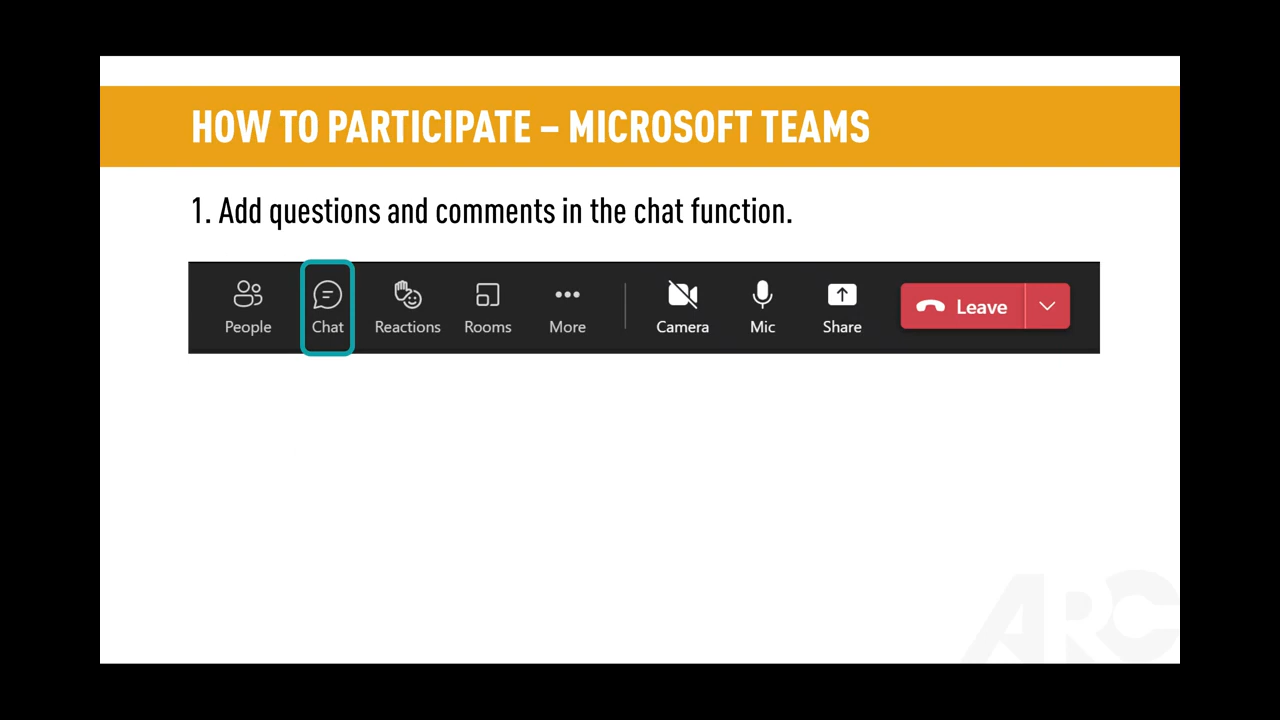 HOW TO PARTICIPATE – MICROSOFT TEAMS
1. Add questions and comments in the chat function.
People Chat Reactions Rooms More Camera Mic Share Leave
ARC